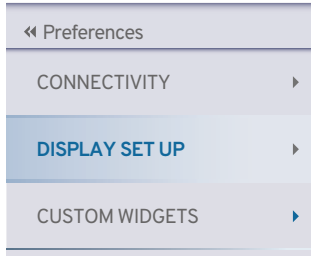 Preferences
CONNECTIVITY
DISPLAY SET UP
CUSTOM WIDGETS